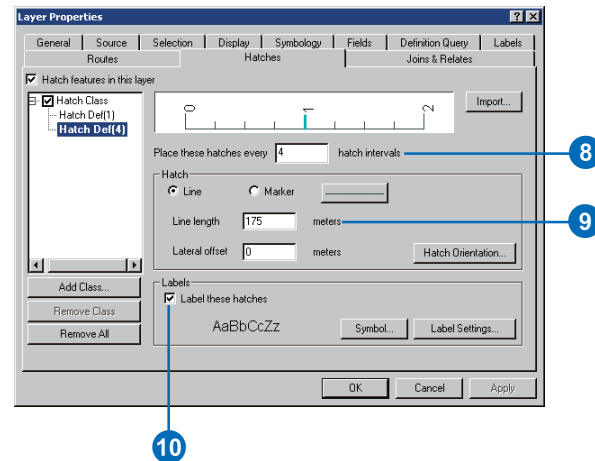 Layer Properties
General Source Selection Display Symbology Fields Definition Query Labels
Routes Hatches Joins & Relates
Hatch features in this layer
Hatch Class
Hatch Def(1)
Hatch Def(4)
0 1 2
Import...
Place these hatches every 4 hatch intervals
8
Hatch
Line Marker
Line length 175 meters
9
Lateral offset 0 meters
Hatch Orientation...
Add Class...
Remove Class
Remove All
Labels
Label these hatches
AaBbCcZz
Symbol...
Label Settings...
OK Cancel Apply
10